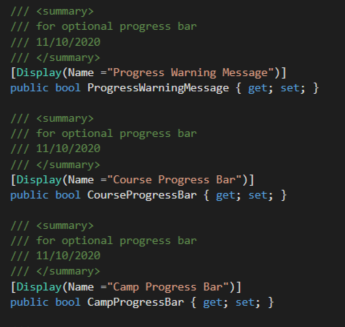 /// <summary>
/// for optional progress bar
/// 11/10/2020
/// </summary>
[Display(Name ="Progress Warning Message")]
public bool ProgressWarningMessage { get; set; }
/// <summary>
/// for optional progress bar
/// 11/10/2020
/// </summary>
[Display(Name ="Course Progress Bar")]
public bool CourseProgressBar { get; set; }
/// <summary>
/// for optional progress bar
/// 11/10/2020
/// </summary>
[Display(Name ="Camp Progress Bar")]
public bool CampProgressBar { get; set; }